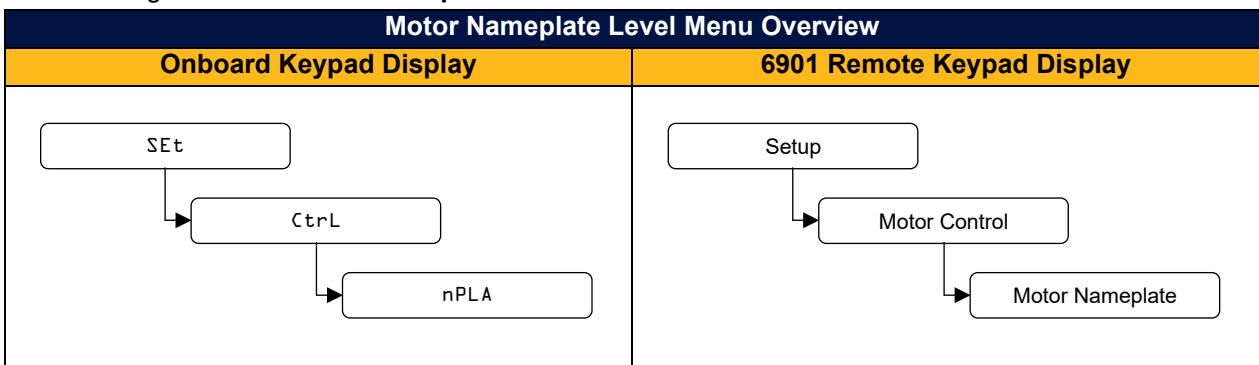 Motor Nameplate Level Menu Overview
Onboard Keypad Display
6901 Remote Keypad Display
SEt
Setup
CtrL
Motor Control
nPLA
Motor Nameplate